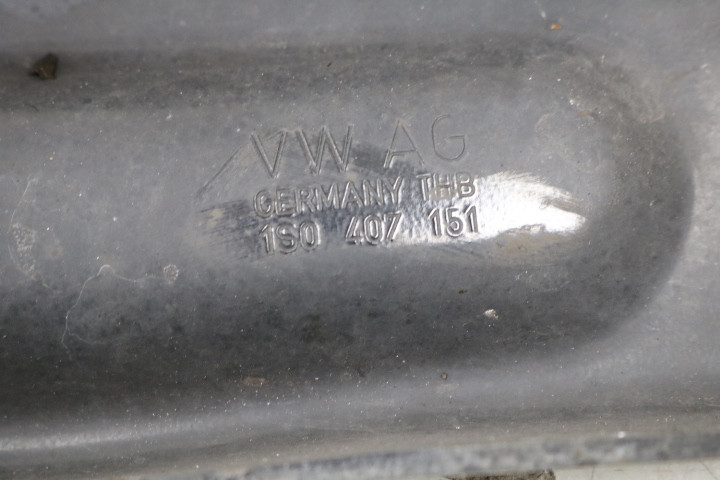 VW AG
GERMANY THB
1S0 407 151